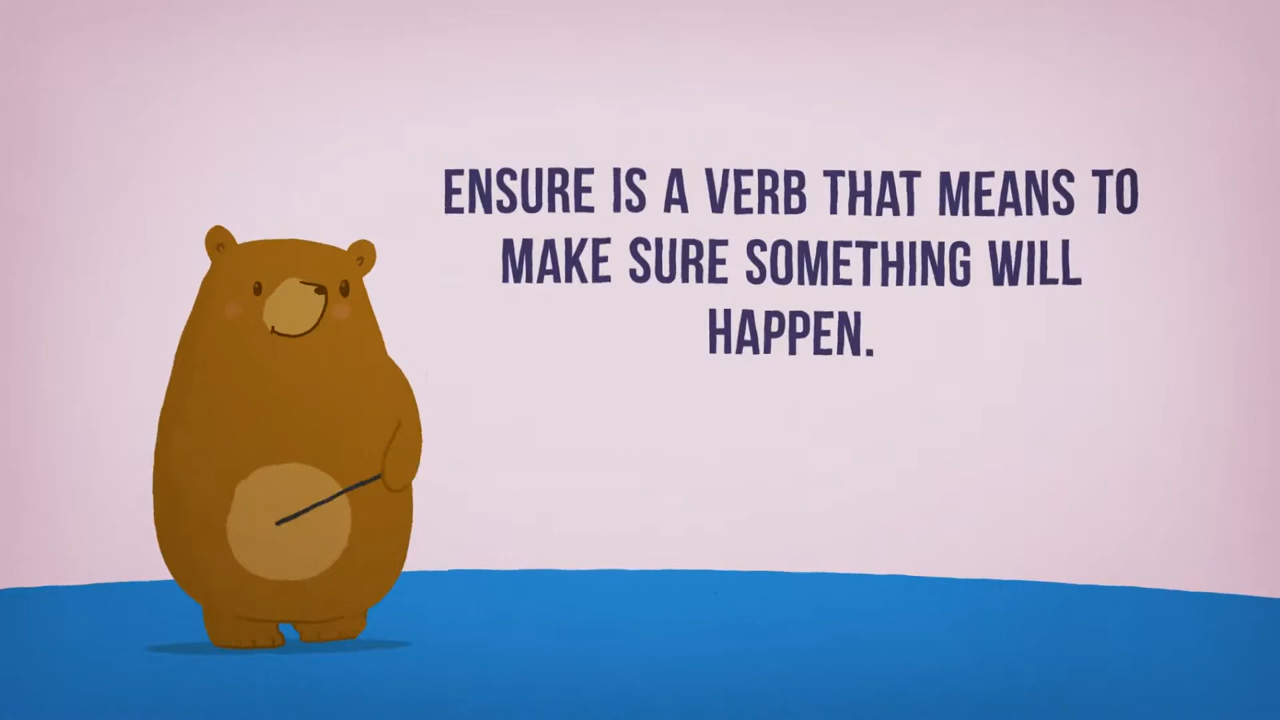 ENSURE IS A VERB THAT MEANS TO
MAKE SURE SOMETHING WILL
HAPPEN.